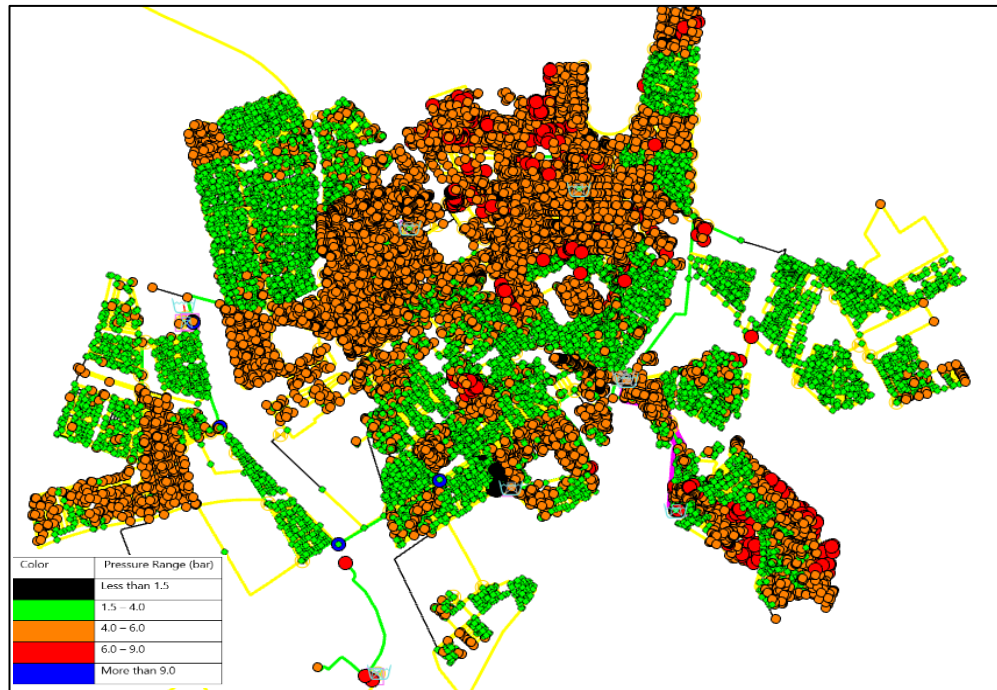 Color Pressure Range (bar)
Less than 1.5
1.5 – 4.0
4.0 – 6.0
6.0 – 9.0
More than 9.0